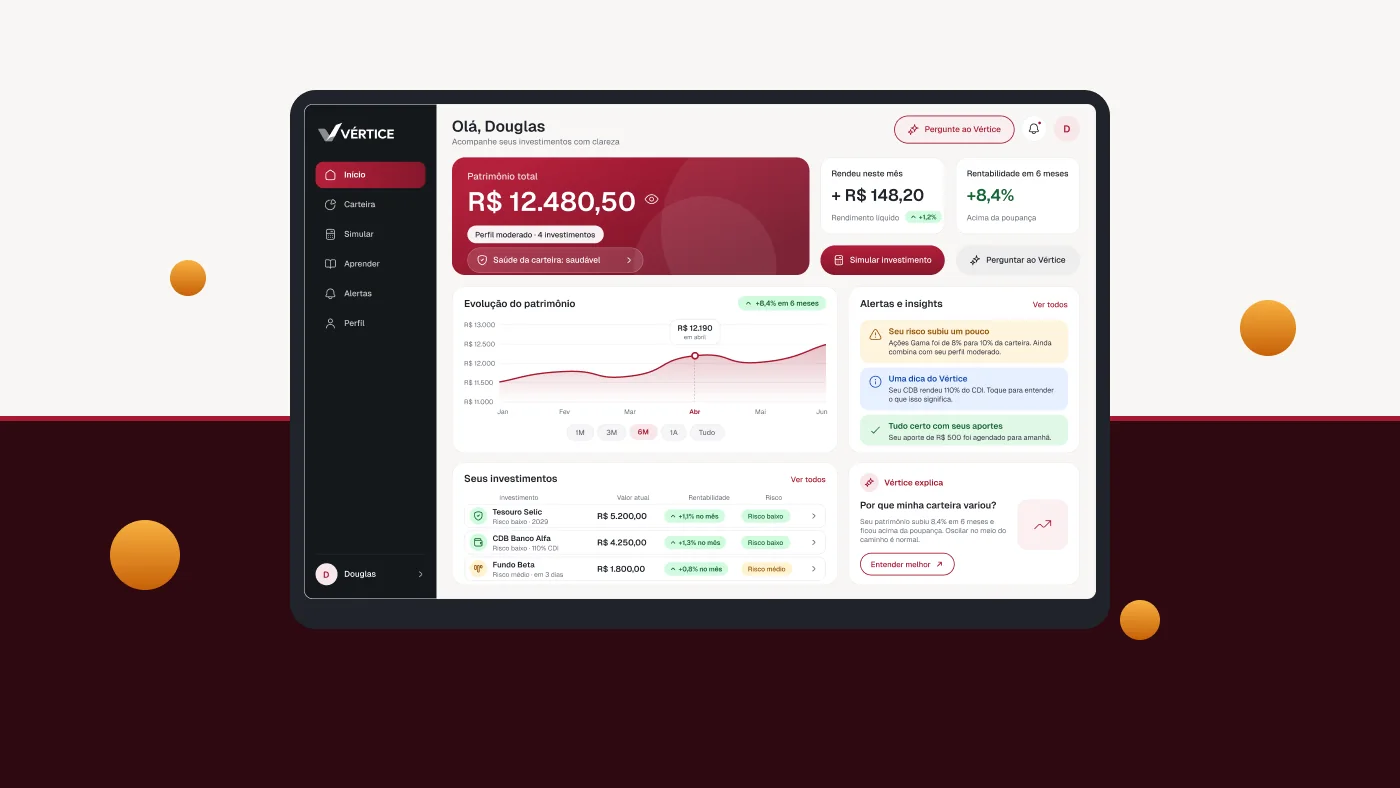 VÉRTICE
Início
Carteira
Simular
Aprender
Alertas
Perfil
D
Douglas
Olá, Douglas
Acompanhe seus investimentos com clareza
Pergunte ao Vértice
D
Patrimônio total
R$ 12.480,50
Perfil moderado · 4 investimentos
Saúde da carteira: saudável
Rendeu neste mês
+ R$ 148,20
Rendimento líquido
+1,2%
Rentabilidade em 6 meses
+8,4%
Acima da poupança
Simular investimento
Perguntar ao Vértice
Evolução do patrimônio
+8,4% em 6 meses
R$ 13.000
R$ 12.500
R$ 12.000
R$ 11.500
R$ 11.000
R$ 12.190
em abril
Jan
Fev
Mar
Abr
Mai
Jun
1M
3M
6M
1A
Tudo
Alertas e insights
Ver todos
Seu risco subiu um pouco
Ações Gama foi de 8% para 10% da carteira. Ainda
combina com seu perfil moderado.
Uma dica do Vértice
Seu CDB rendeu 110% do CDI. Toque para entender
o que isso significa.
Tudo certo com seus aportes
Seu aporte de R$ 500 foi agendado para amanhã.
Seus investimentos
Ver todos
Investimento
Valor atual
Rentabilidade
Risco
Tesouro Selic
Risco baixo · 2029
R$ 5.200,00
+1,1% no mês
Risco baixo
CDB Banco Alfa
Risco baixo · 110% CDI
R$ 4.250,00
+1,3% no mês
Risco baixo
Fundo Beta
Risco médio · em 3 dias
R$ 1.800,00
+0,8% no mês
Risco médio
Vértice explica
Por que minha carteira variou?
Seu patrimônio subiu 8,4% em 6 meses e
ficou acima da poupança. Oscilar no meio do
caminho é normal.
Entender melhor